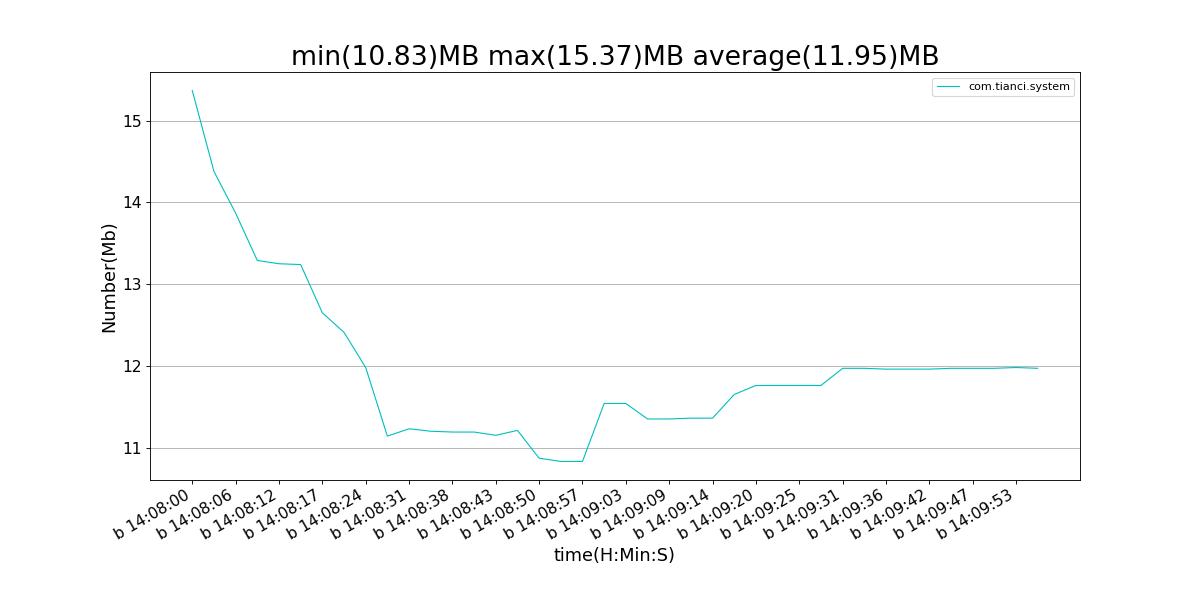 min(10.83)MB max(15.37)MB average(11.95)MB
com.tianci.system
15
14
13
12
11
Number(Mb)
b 14:08:00
b 14:08:06
b 14:08:12
b 14:08:17
b 14:08:24
b 14:08:31
b 14:08:38
b 14:08:43
b 14:08:50
b 14:08:57
b 14:09:03
b 14:09:09
b 14:09:14
b 14:09:20
b 14:09:25
b 14:09:31
b 14:09:36
b 14:09:42
b 14:09:47
b 14:09:53
time(H:Min:S)